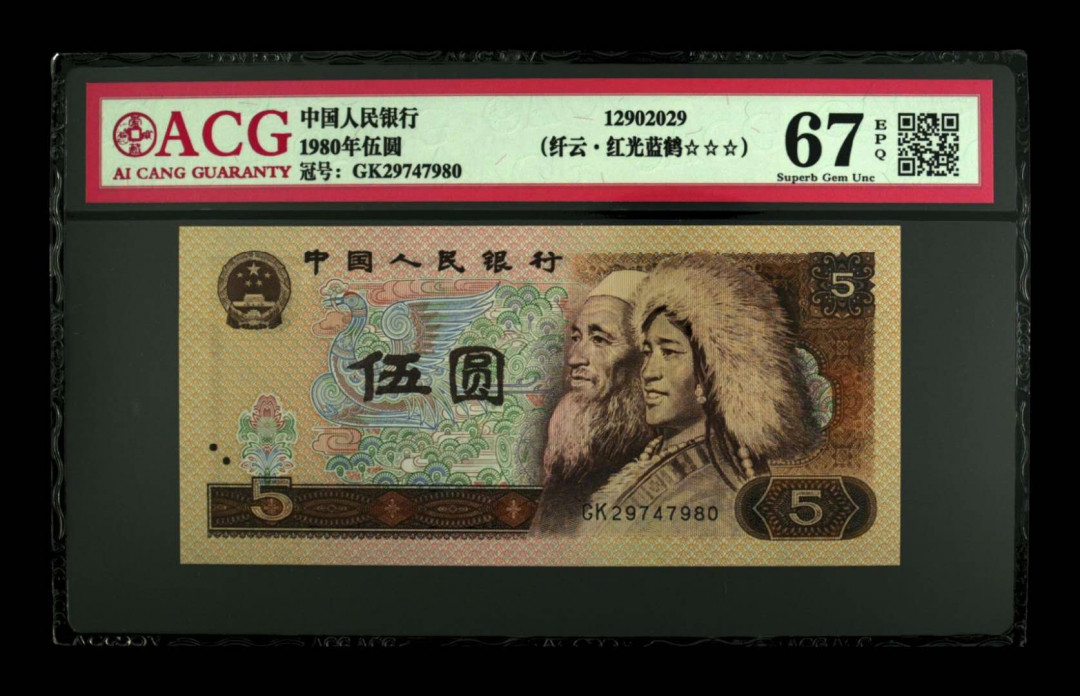 ACG
AI CANG GUARANTY
中国人民银行
1980年伍圆
冠号：GK29747980
12902029
(纤云·红光蓝鹤☆☆☆)
67
EPQ
Superb Gem Unc
中国人民银行
5
伍圆
5
GK29747980
5